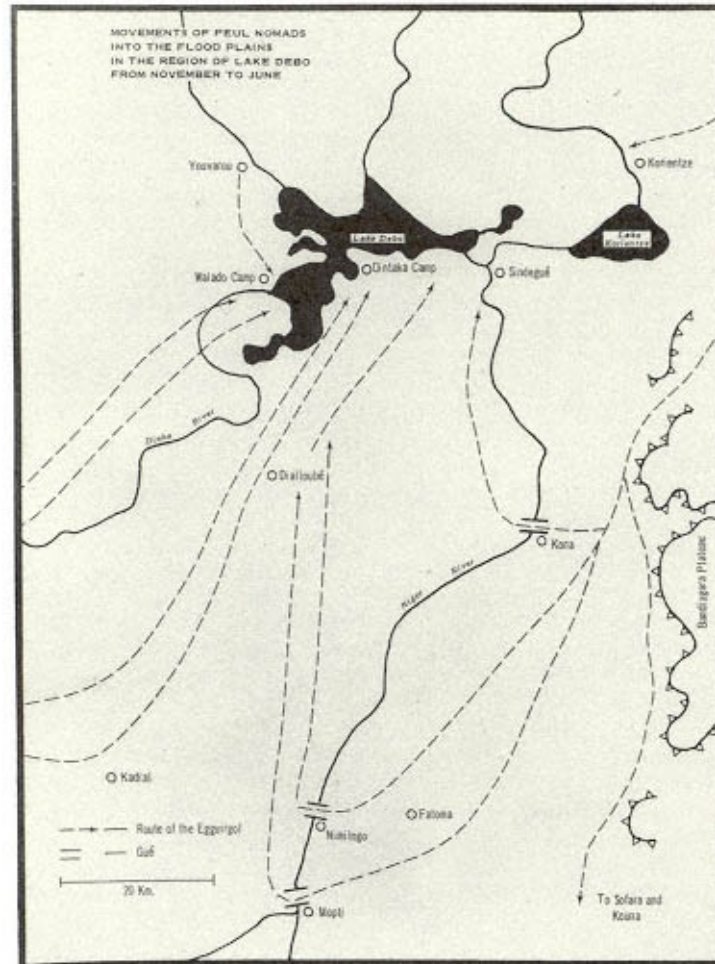 MOVEMENTS OF PEUL NOMADS
INTO THE FLOOD PLAINS
IN THE REGION OF LAKE DEBO
FROM NOVEMBER TO JUNE
Youvarou
Korientze
Lake Debo
Lake Korientze
Walado Camp
Dintaka Camp
Sindegué
Diaka River
Dialloubé
Kona
Niger River
Bandiagara Plateau
Kadial
Route of the Eggurgol
Fatoma
Nimitogo
20 Km.
Mopti
To Sofara and
Kouna